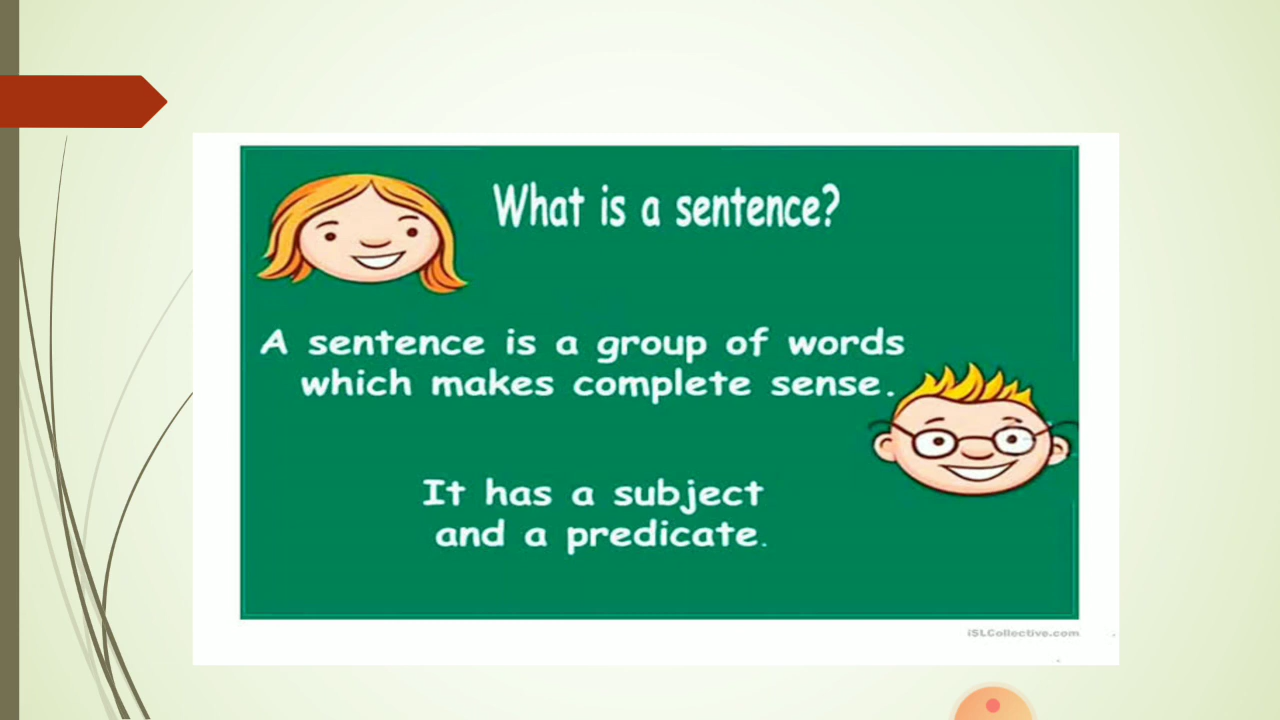 What is a sentence?
A sentence is a group of words
which makes complete sense.
It has a subject
and a predicate.
iSLCollective.com